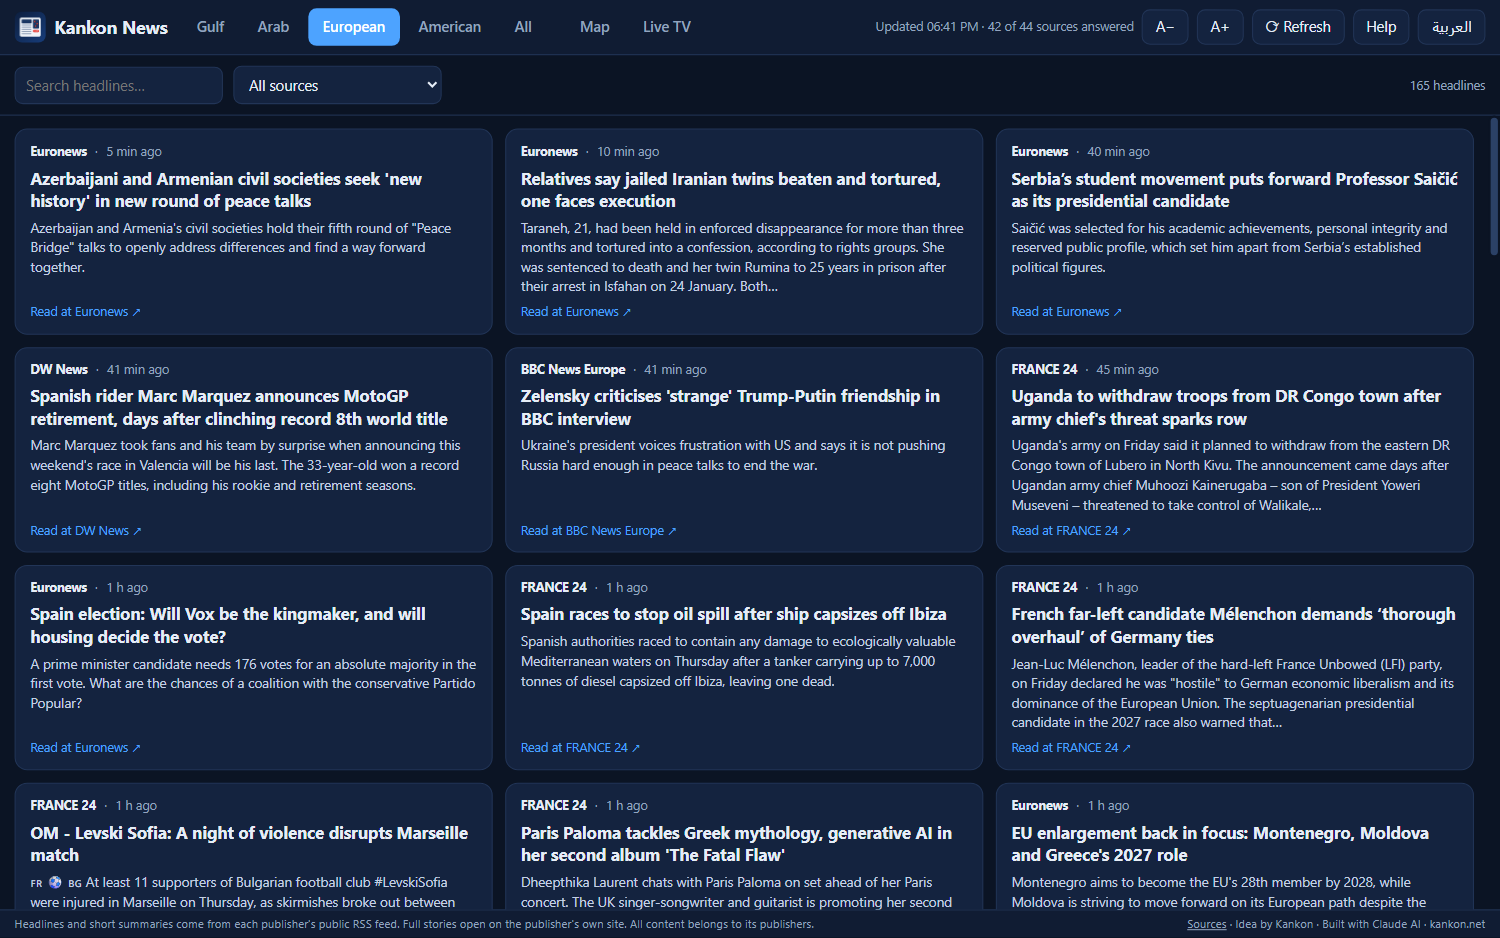 Kankon News
Gulf
Arab
European
American
All
Map
Live TV
Updated 06:41 PM · 42 of 44 sources answered
A−
A+
⟳ Refresh
Help
العربية
Search headlines...
All sources
165 headlines
Euronews · 5 min ago
Azerbaijani and Armenian civil societies seek 'new
history' in new round of peace talks
Azerbaijan and Armenia's civil societies hold their fifth round of "Peace
Bridge" talks to openly address differences and find a way forward
together.
Read at Euronews ↗
Euronews · 10 min ago
Relatives say jailed Iranian twins beaten and tortured,
one faces execution
Taraneh, 21, had been held in enforced disappearance for more than three
months and tortured into a confession, according to rights groups. She
was sentenced to death and her twin Rumina to 25 years in prison after
their arrest in Isfahan on 24 January. Both...
Read at Euronews ↗
Euronews · 40 min ago
Serbia’s student movement puts forward Professor Saičić
as its presidential candidate
Saičić was selected for his academic achievements, personal integrity and
reserved public profile, which set him apart from Serbia’s established
political figures.
Read at Euronews ↗
DW News · 41 min ago
Spanish rider Marc Marquez announces MotoGP
retirement, days after clinching record 8th world title
Marc Marquez took fans and his team by surprise when announcing this
weekend's race in Valencia will be his last. The 33-year-old won a record
eight MotoGP titles, including his rookie and retirement seasons.
Read at DW News ↗
BBC News Europe · 41 min ago
Zelensky criticises 'strange' Trump-Putin friendship in
BBC interview
Ukraine's president voices frustration with US and says it is not pushing
Russia hard enough in peace talks to end the war.
Read at BBC News Europe ↗
FRANCE 24 · 45 min ago
Uganda to withdraw troops from DR Congo town after
army chief's threat sparks row
Uganda's army on Friday said it planned to withdraw from the eastern DR
Congo town of Lubero in North Kivu. The announcement came days after
Ugandan army chief Muhoozi Kainerugaba – son of President Yoweri
Museveni – threatened to take control of Walikale,...
Read at FRANCE 24 ↗
Euronews · 1 h ago
Spain election: Will Vox be the kingmaker, and will
housing decide the vote?
A prime minister candidate needs 176 votes for an absolute majority in the
first vote. What are the chances of a coalition with the conservative Partido
Popular?
Read at Euronews ↗
FRANCE 24 · 1 h ago
Spain races to stop oil spill after ship capsizes off Ibiza
Spanish authorities raced to contain any damage to ecologically valuable
Mediterranean waters on Thursday after a tanker carrying up to 7,000
tonnes of diesel capsized off Ibiza, leaving one dead.
Read at FRANCE 24 ↗
FRANCE 24 · 1 h ago
French far-left candidate Mélenchon demands ‘thorough
overhaul’ of Germany ties
Jean-Luc Mélenchon, leader of the hard-left France Unbowed (LFI) party,
on Friday declared he was "hostile" to German economic liberalism and its
dominance of the European Union. The septuagenarian presidential
candidate in the 2027 race also warned that...
Read at FRANCE 24 ↗
FRANCE 24 · 1 h ago
OM - Levski Sofia: A night of violence disrupts Marseille
match
FR ⚽ BG At least 11 supporters of Bulgarian football club #LevskiSofia
were injured in Marseille on Thursday, as skirmishes broke out between
FRANCE 24 · 1 h ago
Paris Paloma tackles Greek mythology, generative AI in
her second album 'The Fatal Flaw'
Dheepthika Laurent chats with Paris Paloma on set ahead of her Paris
concert. The UK singer-songwriter and guitarist is promoting her second
Euronews · 1 h ago
EU enlargement back in focus: Montenegro, Moldova
and Greece's 2027 role
Montenegro aims to become the EU's 28th member by 2028, while
Moldova is striving to move forward on its European path despite the
Headlines and short summaries come from each publisher's public RSS feed. Full stories open on the publisher's own site. All content belongs to its publishers.
Sources · Idea by Kankon · Built with Claude AI · kankon.net